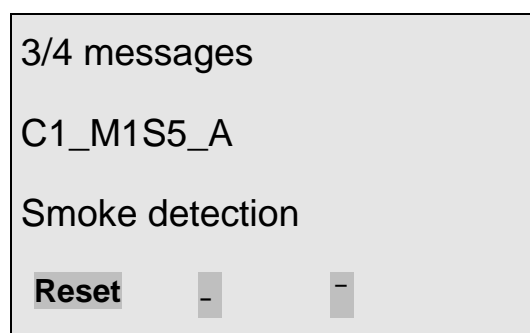 3/4 messages
C1_M1S5_A
Smoke detection
Reset - -